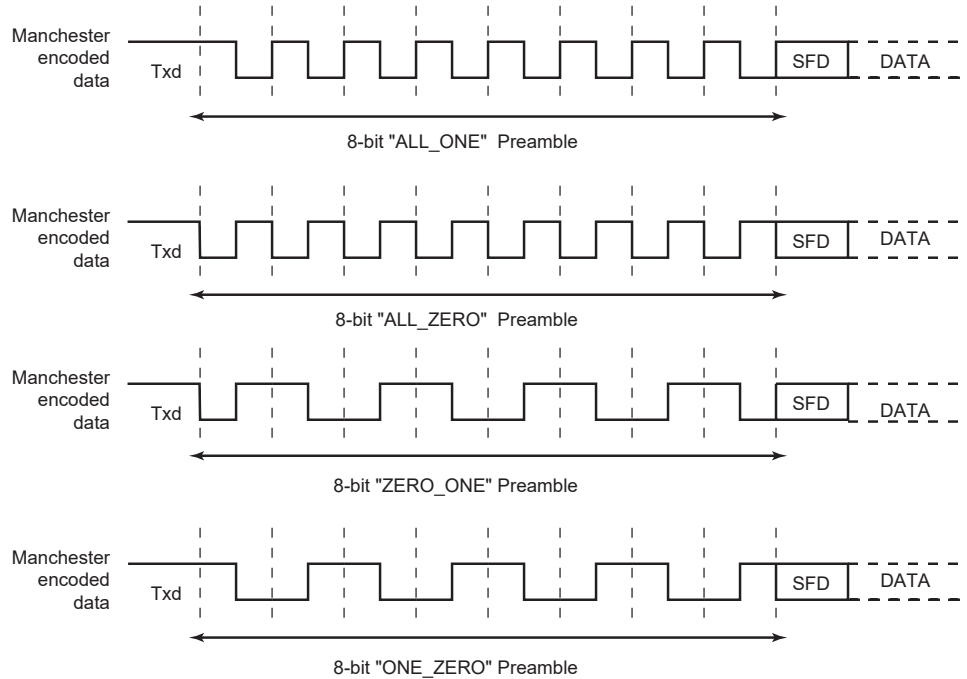 Manchester
encoded
data
Txd
SFD
DATA
8-bit "ALL_ONE" Preamble
Manchester
encoded
data
Txd
SFD
DATA
8-bit "ALL_ZERO" Preamble
Manchester
encoded
data
Txd
SFD
DATA
8-bit "ZERO_ONE" Preamble
Manchester
encoded
data
Txd
SFD
DATA
8-bit "ONE_ZERO" Preamble